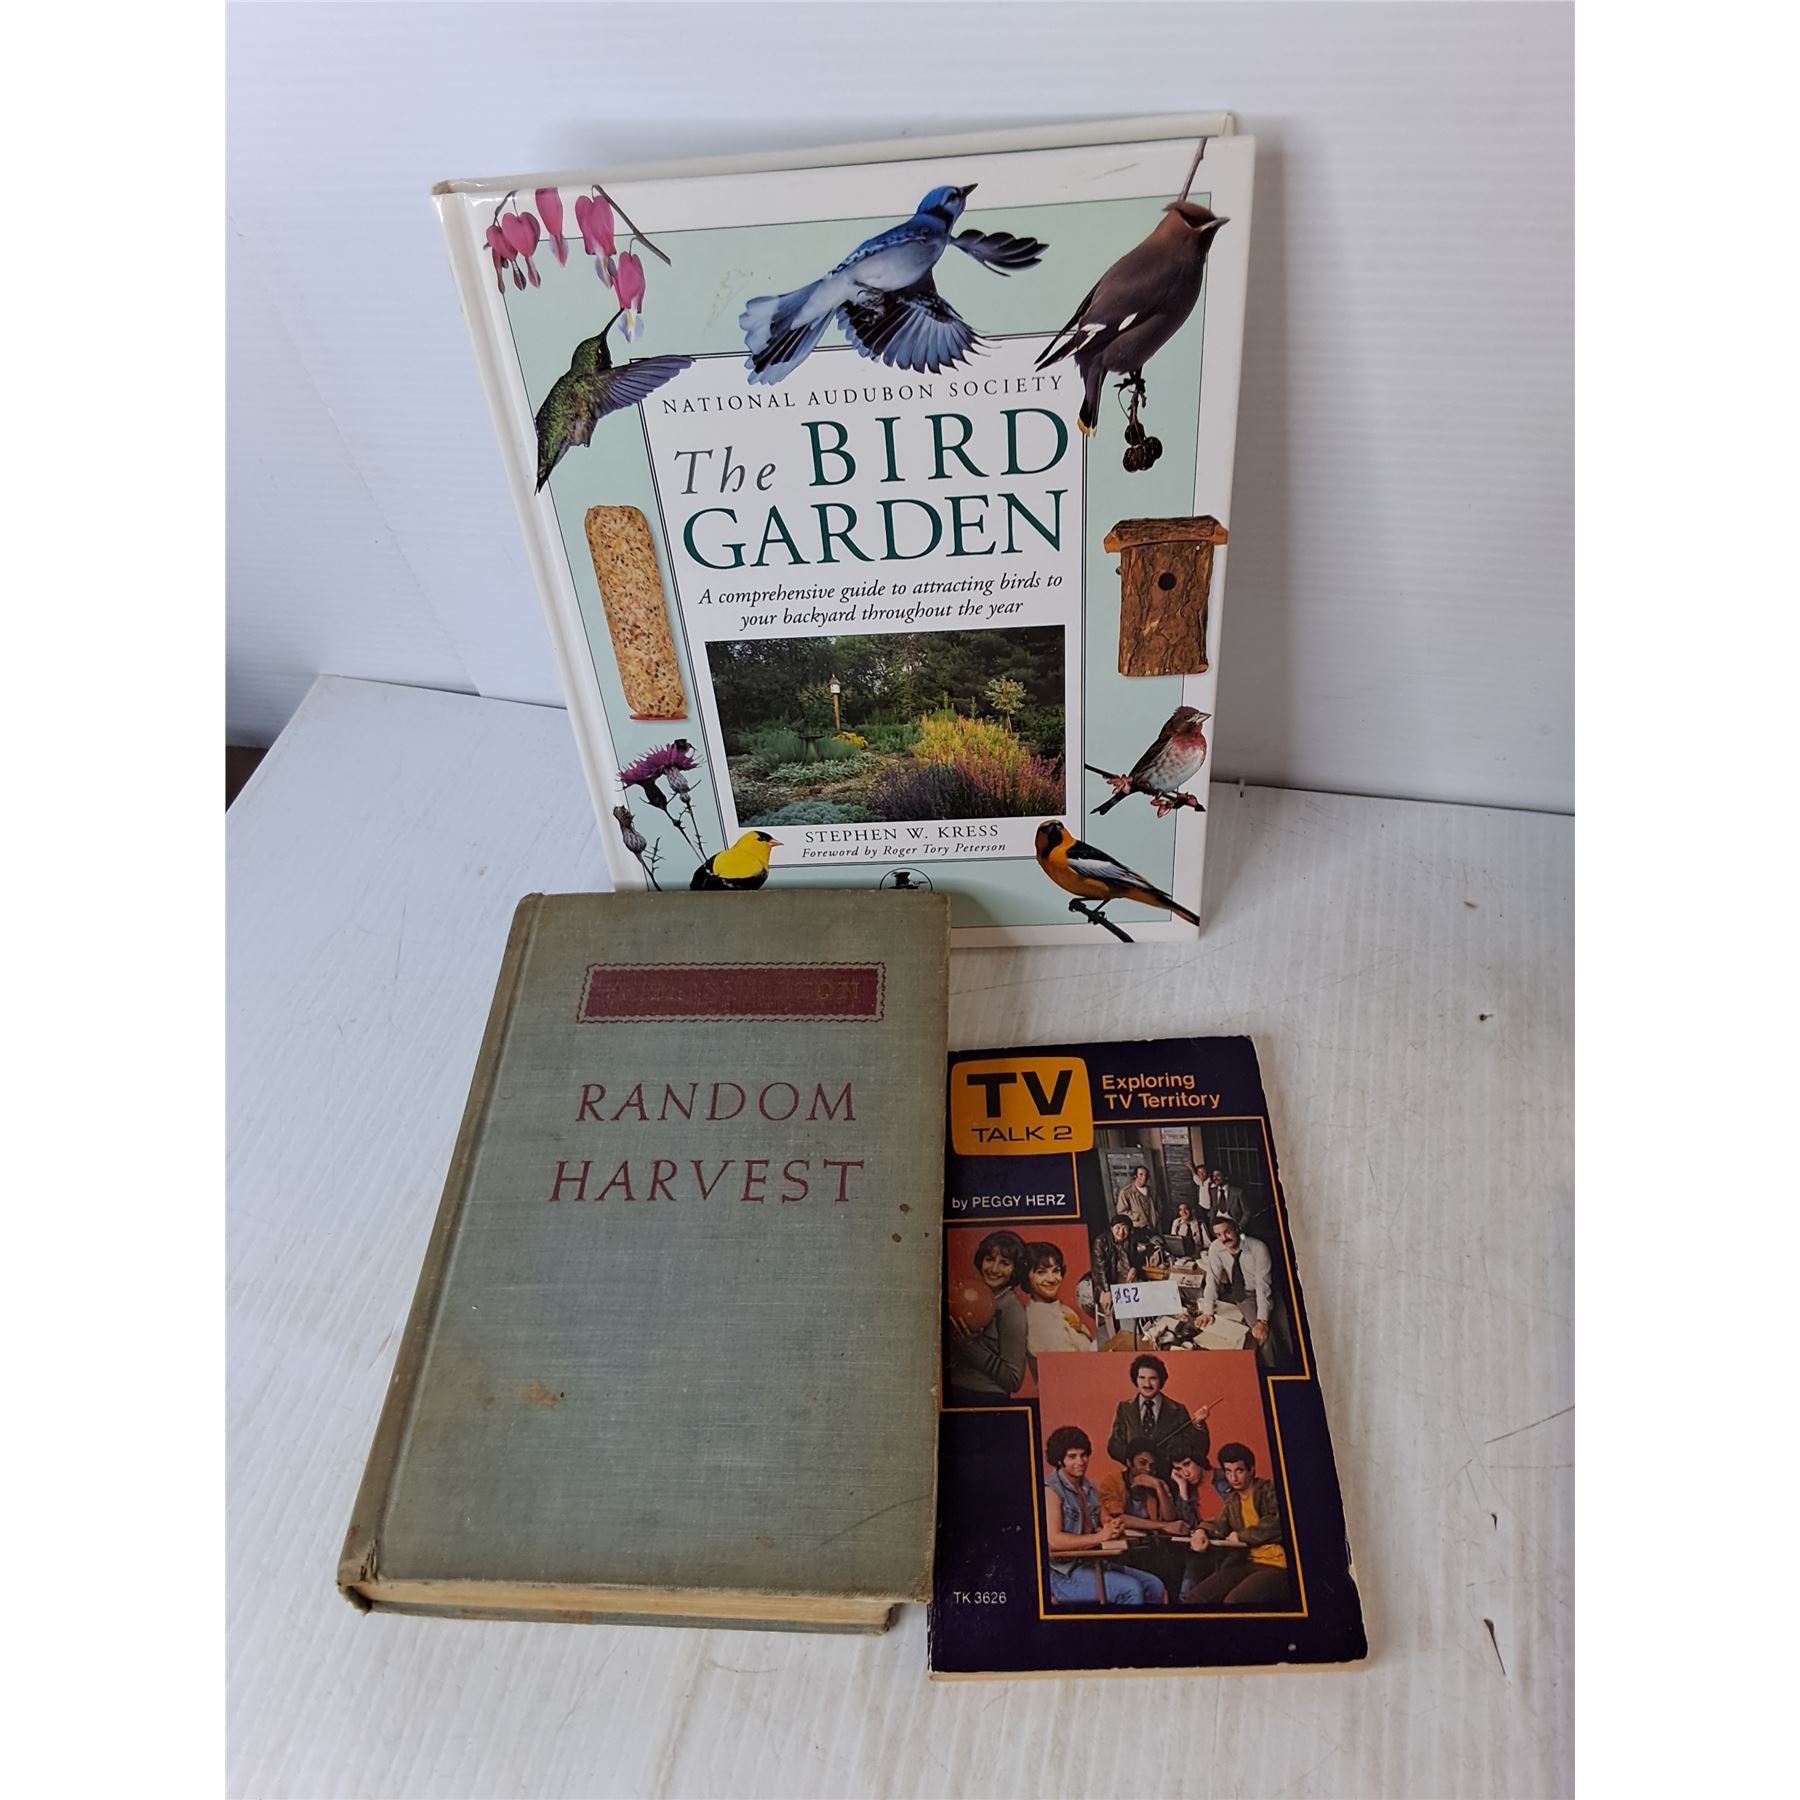 NATIONAL AUDUBON SOCIETY
The BIRD
GARDEN
A comprehensive guide to attracting birds to
your backyard throughout the year
STEPHEN W. KRESS
Foreword by Roger Tory Peterson
RANDOM
HARVEST
TV
TALK 2
Exploring
TV Territory
by PEGGY HERZ
25¢
TK 3626